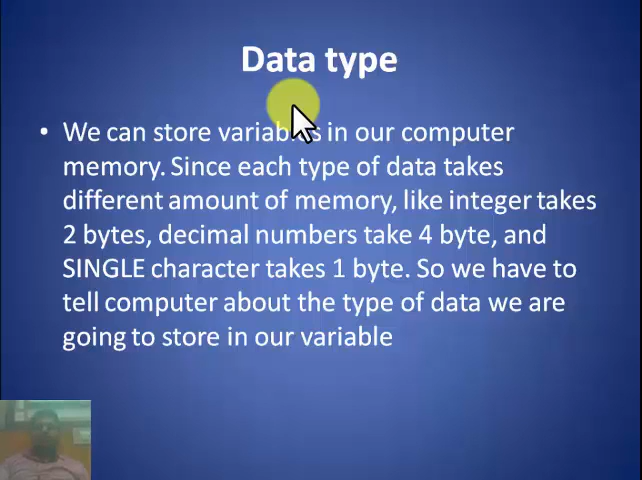 Data type
• We can store variables in our computer
memory. Since each type of data takes
different amount of memory, like integer takes
2 bytes, decimal numbers take 4 byte, and
SINGLE character takes 1 byte. So we have to
tell computer about the type of data we are
going to store in our variable